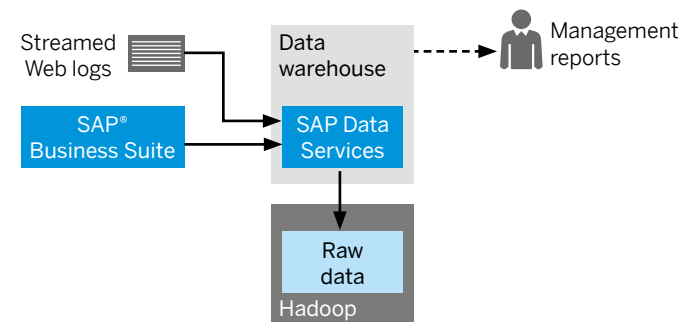 Streamed
Web logs
Data
warehouse
Management
reports
SAP®
Business Suite
SAP Data
Services
Raw
data
Hadoop